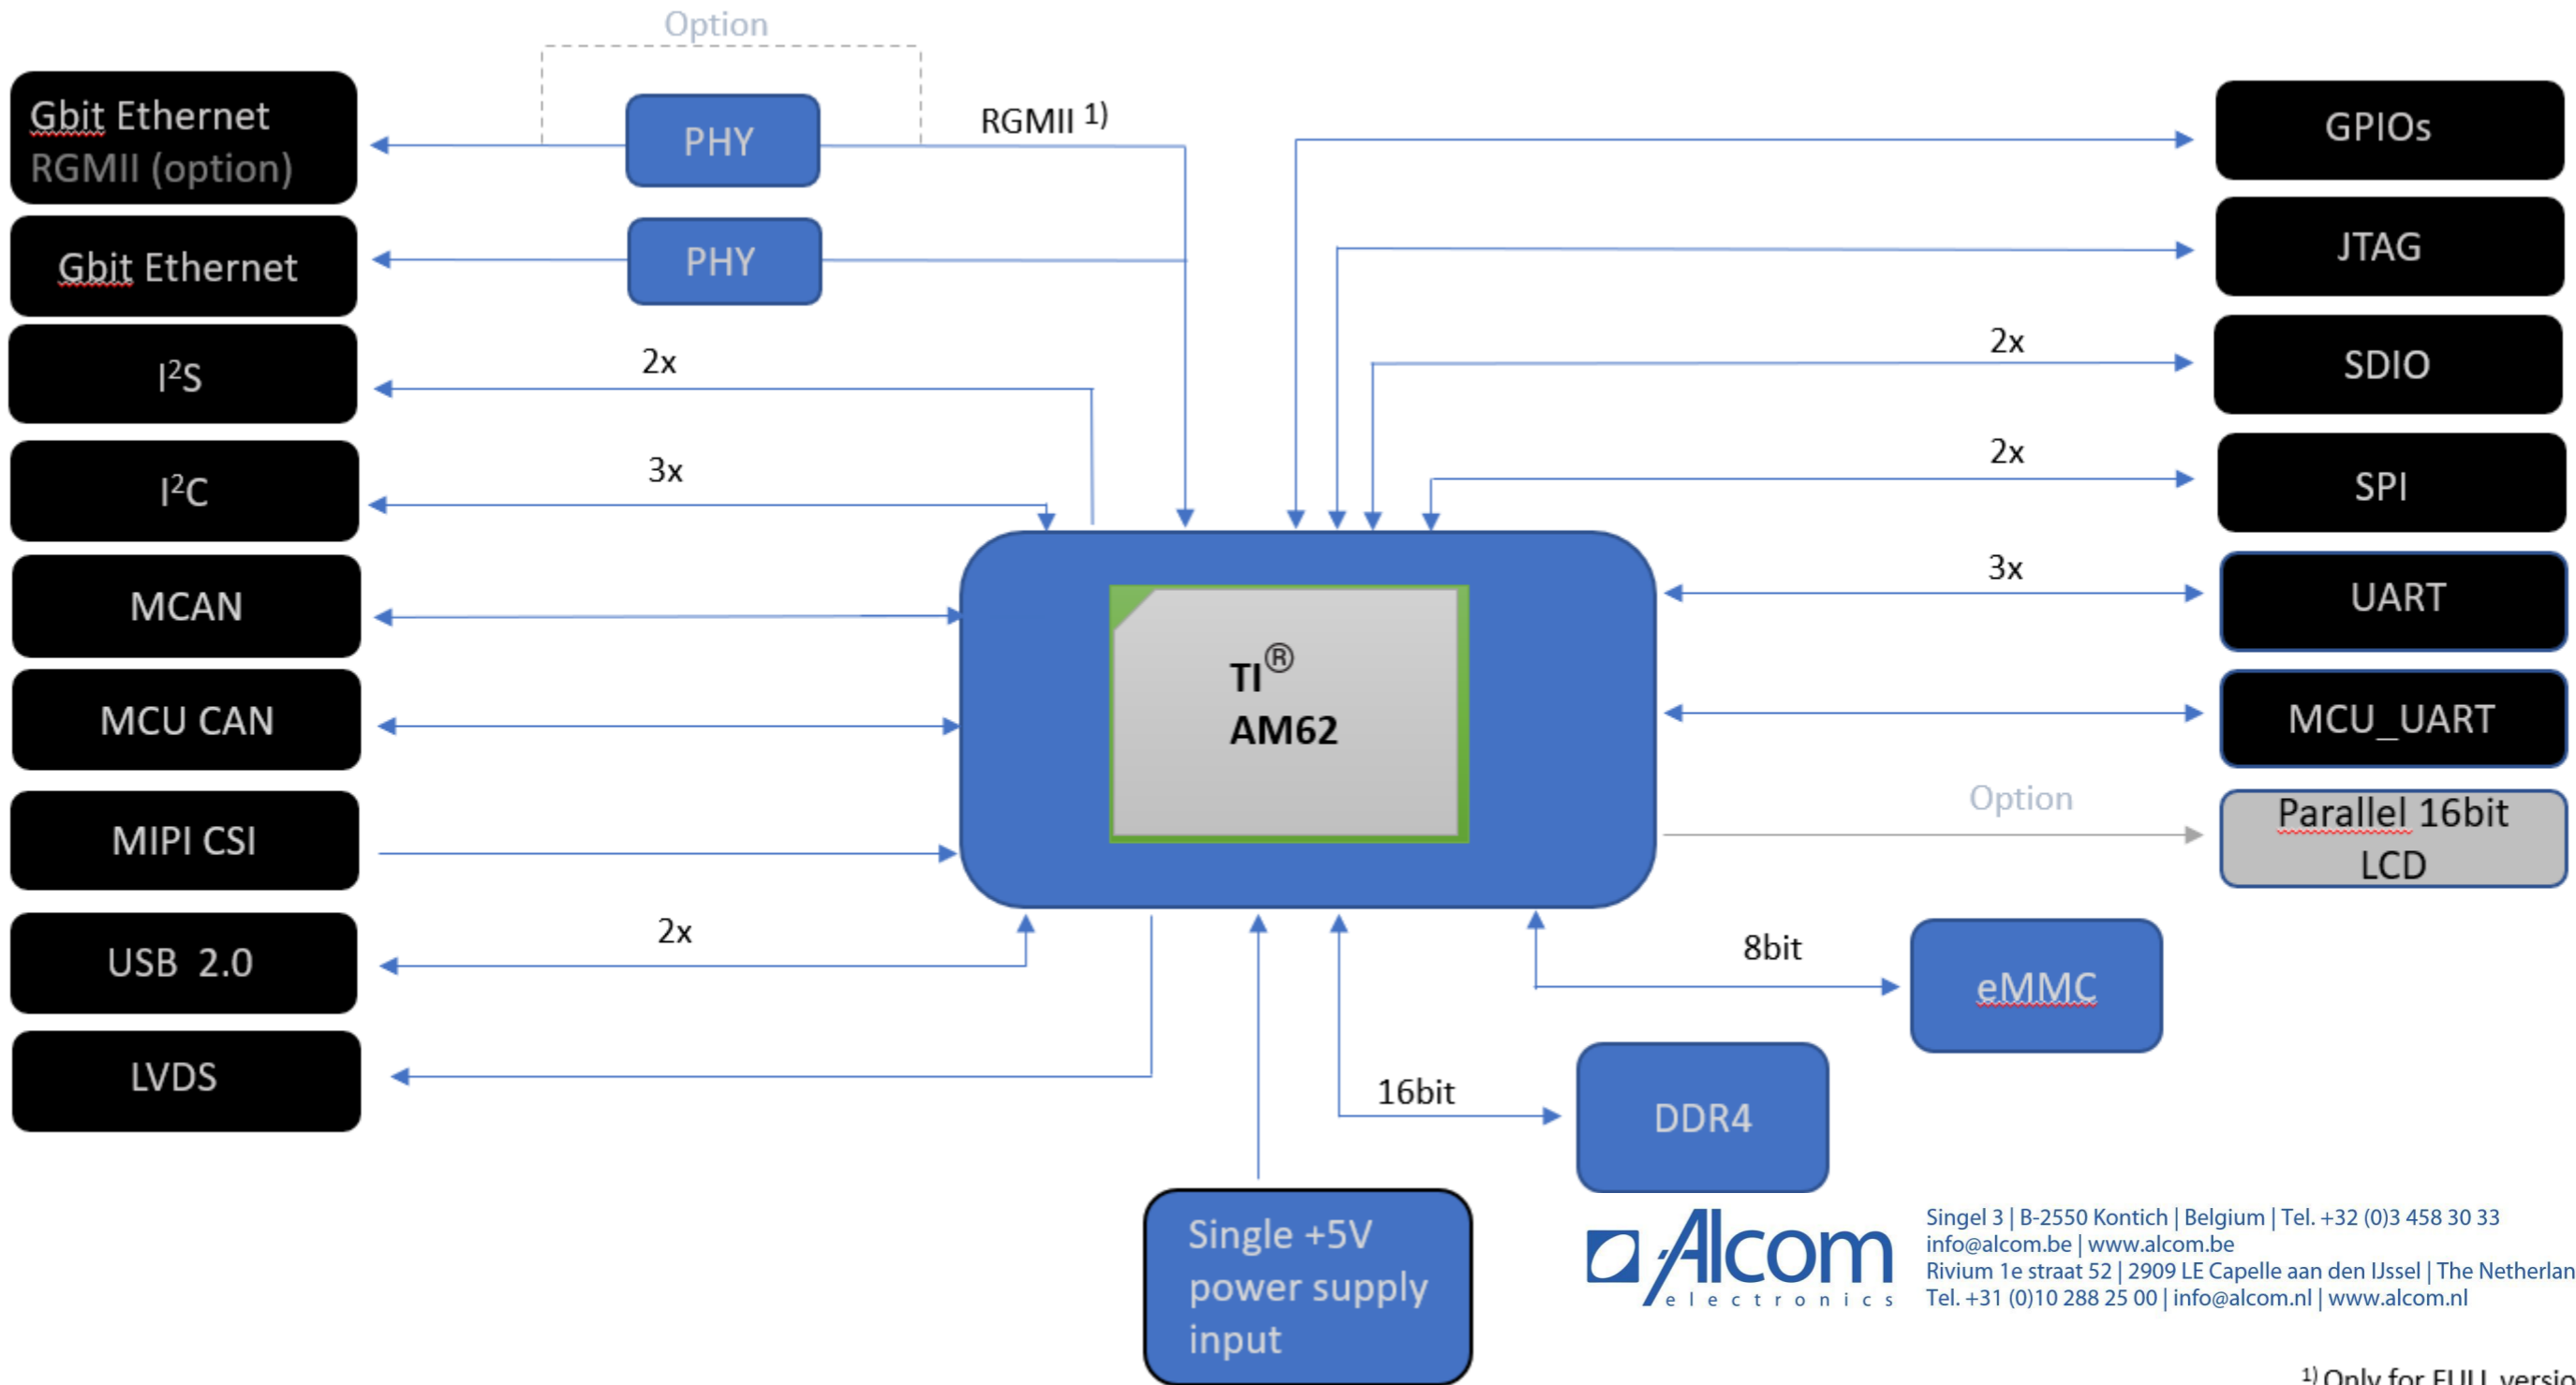 Option
Gbit Ethernet
RGMII (option)
PHY
RGMII 1)
Gbit Ethernet
PHY
I²S
2x
I²C
3x
MCAN
MCU CAN
MIPI CSI
USB 2.0
2x
LVDS
TI®
AM62
GPIOs
JTAG
2x
SDIO
2x
SPI
3x
UART
MCU_UART
Option
Parallel 16bit
LCD
8bit
eMMC
16bit
DDR4
Single +5V
power supply
input
Alcom
electronics
Singel 3 | B-2550 Kontich | Belgium | Tel. +32 (0)3 458 30 33
info@alcom.be | www.alcom.be
Rivium 1e straat 52 | 2909 LE Capelle aan den IJssel | The Netherlan
Tel. +31 (0)10 288 25 00 | info@alcom.nl | www.alcom.nl
1) Only for FULL versio